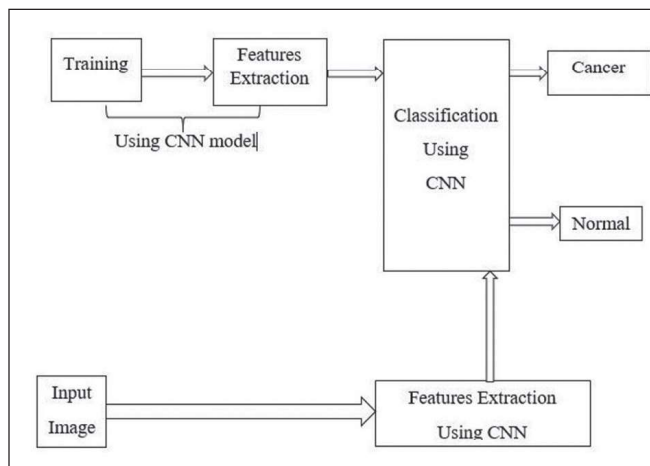 Training
Features
Extraction
Using CNN model
Classification
Using
CNN
Cancer
Normal
Input
Image
Features Extraction
Using CNN